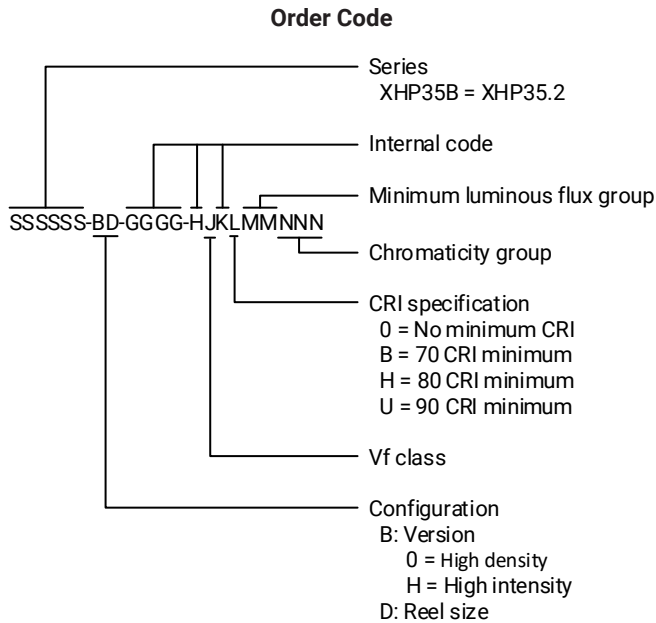 Order Code
Series
XHP35B = XHP35.2
Internal code
Minimum luminous flux group
SSSSSS-BD-GGGG-HJKLMMNNN
Chromaticity group
CRI specification
0 = No minimum CRI
B = 70 CRI minimum
H = 80 CRI minimum
U = 90 CRI minimum
Vf class
Configuration
B: Version
0 = High density
H = High intensity
D: Reel size